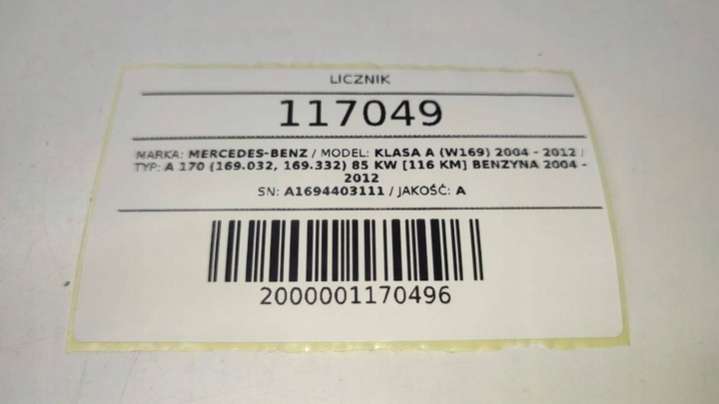 LICZNIK
117049
MARKA: MERCEDES-BENZ / MODEL: KLASA A (W169) 2004 - 2012 /
TYP: A 170 (169.032, 169.332) 85 KW [116 KM] BENZYNA 2004 -
2012
SN: A1694403111 / JAKOŚĆ: A
2000001170496